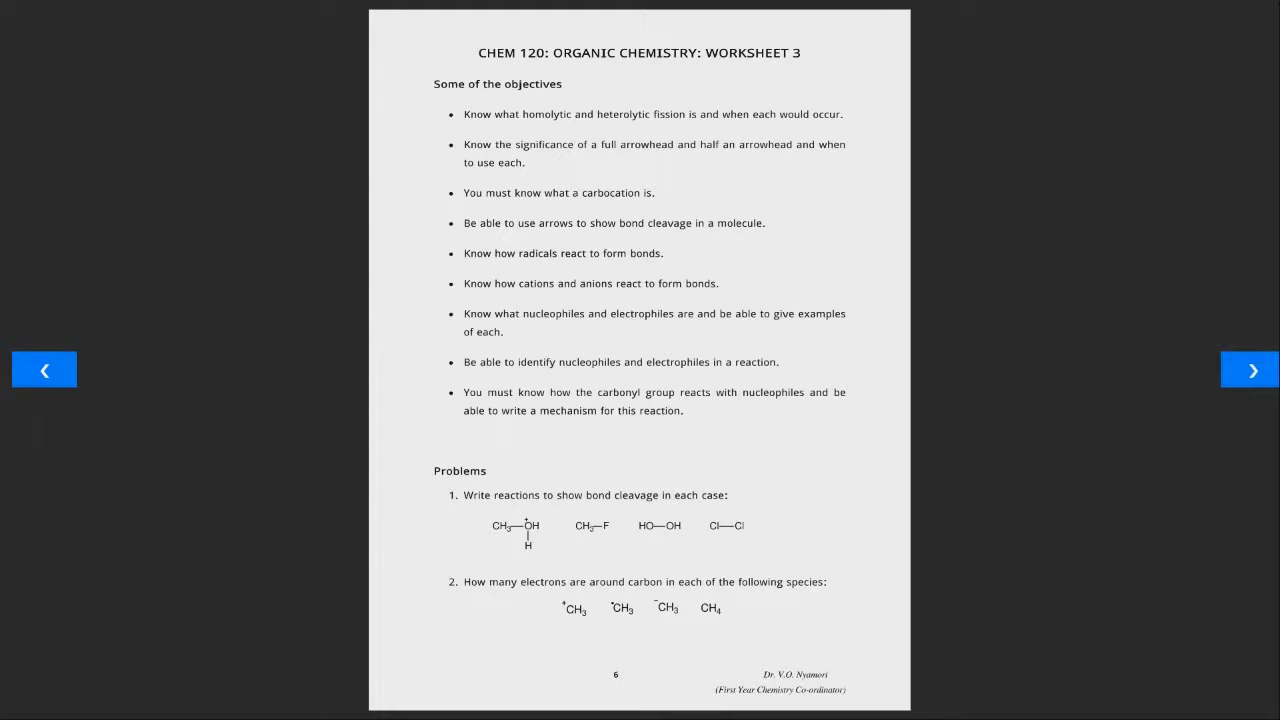 CHEM 120: ORGANIC CHEMISTRY: WORKSHEET 3
Some of the objectives
• Know what homolytic and heterolytic fission is and when each would occur.
• Know the significance of a full arrowhead and half an arrowhead and when
to use each.
• You must know what a carbocation is.
• Be able to use arrows to show bond cleavage in a molecule.
• Know how radicals react to form bonds.
• Know how cations and anions react to form bonds.
• Know what nucleophiles and electrophiles are and be able to give examples
of each.
• Be able to identify nucleophiles and electrophiles in a reaction.
• You must know how the carbonyl group reacts with nucleophiles and be
able to write a mechanism for this reaction.
Problems
1. Write reactions to show bond cleavage in each case:
+
CH₃—OH CH₃—F HO—OH Cl—Cl
H
2. How many electrons are around carbon in each of the following species:
⁺CH₃ •CH₃ ⁻CH₃ CH₄
6 Dr. V.O. Nyamori
(First Year Chemistry Co-ordinator)